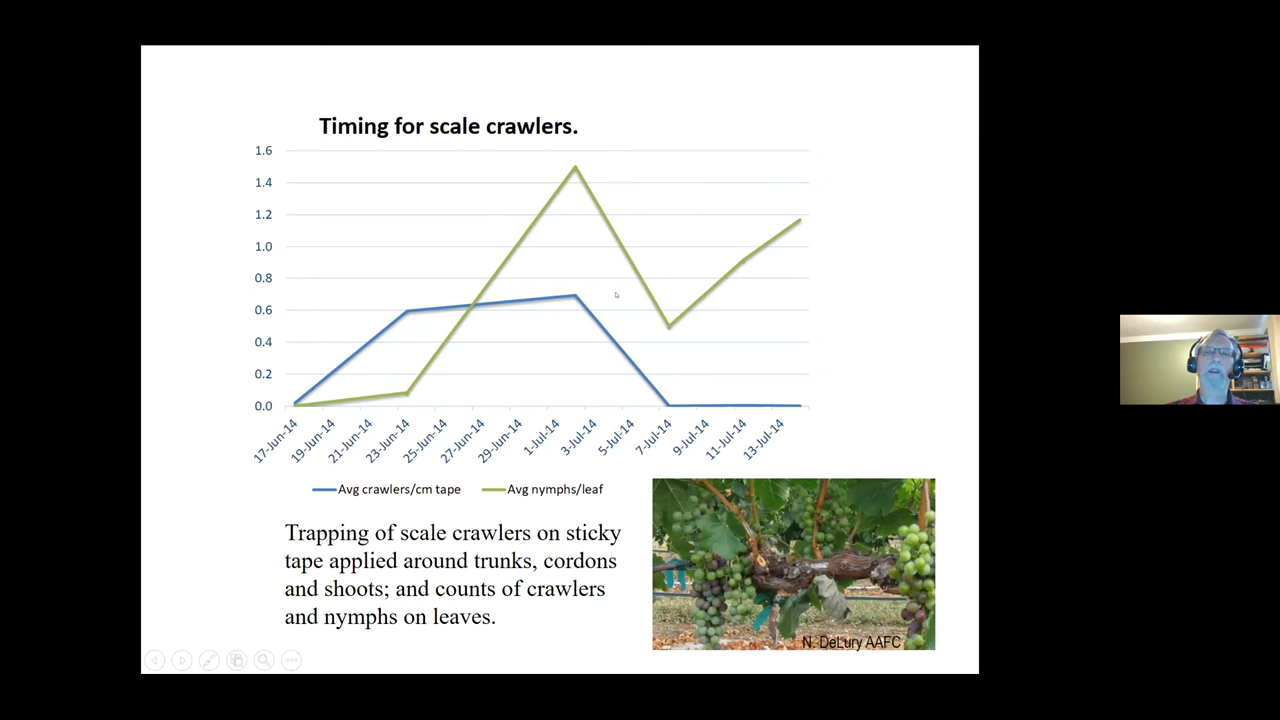 Timing for scale crawlers.
1.6
1.4
1.2
1.0
0.8
0.6
0.4
0.2
0.0
17-Jun-14
19-Jun-14
21-Jun-14
23-Jun-14
25-Jun-14
27-Jun-14
29-Jun-14
1-Jul-14
3-Jul-14
5-Jul-14
7-Jul-14
9-Jul-14
11-Jul-14
13-Jul-14
Avg crawlers/cm tape
Avg nymphs/leaf
Trapping of scale crawlers on sticky
tape applied around trunks, cordons
and shoots; and counts of crawlers
and nymphs on leaves.
N. DeLury AAFC